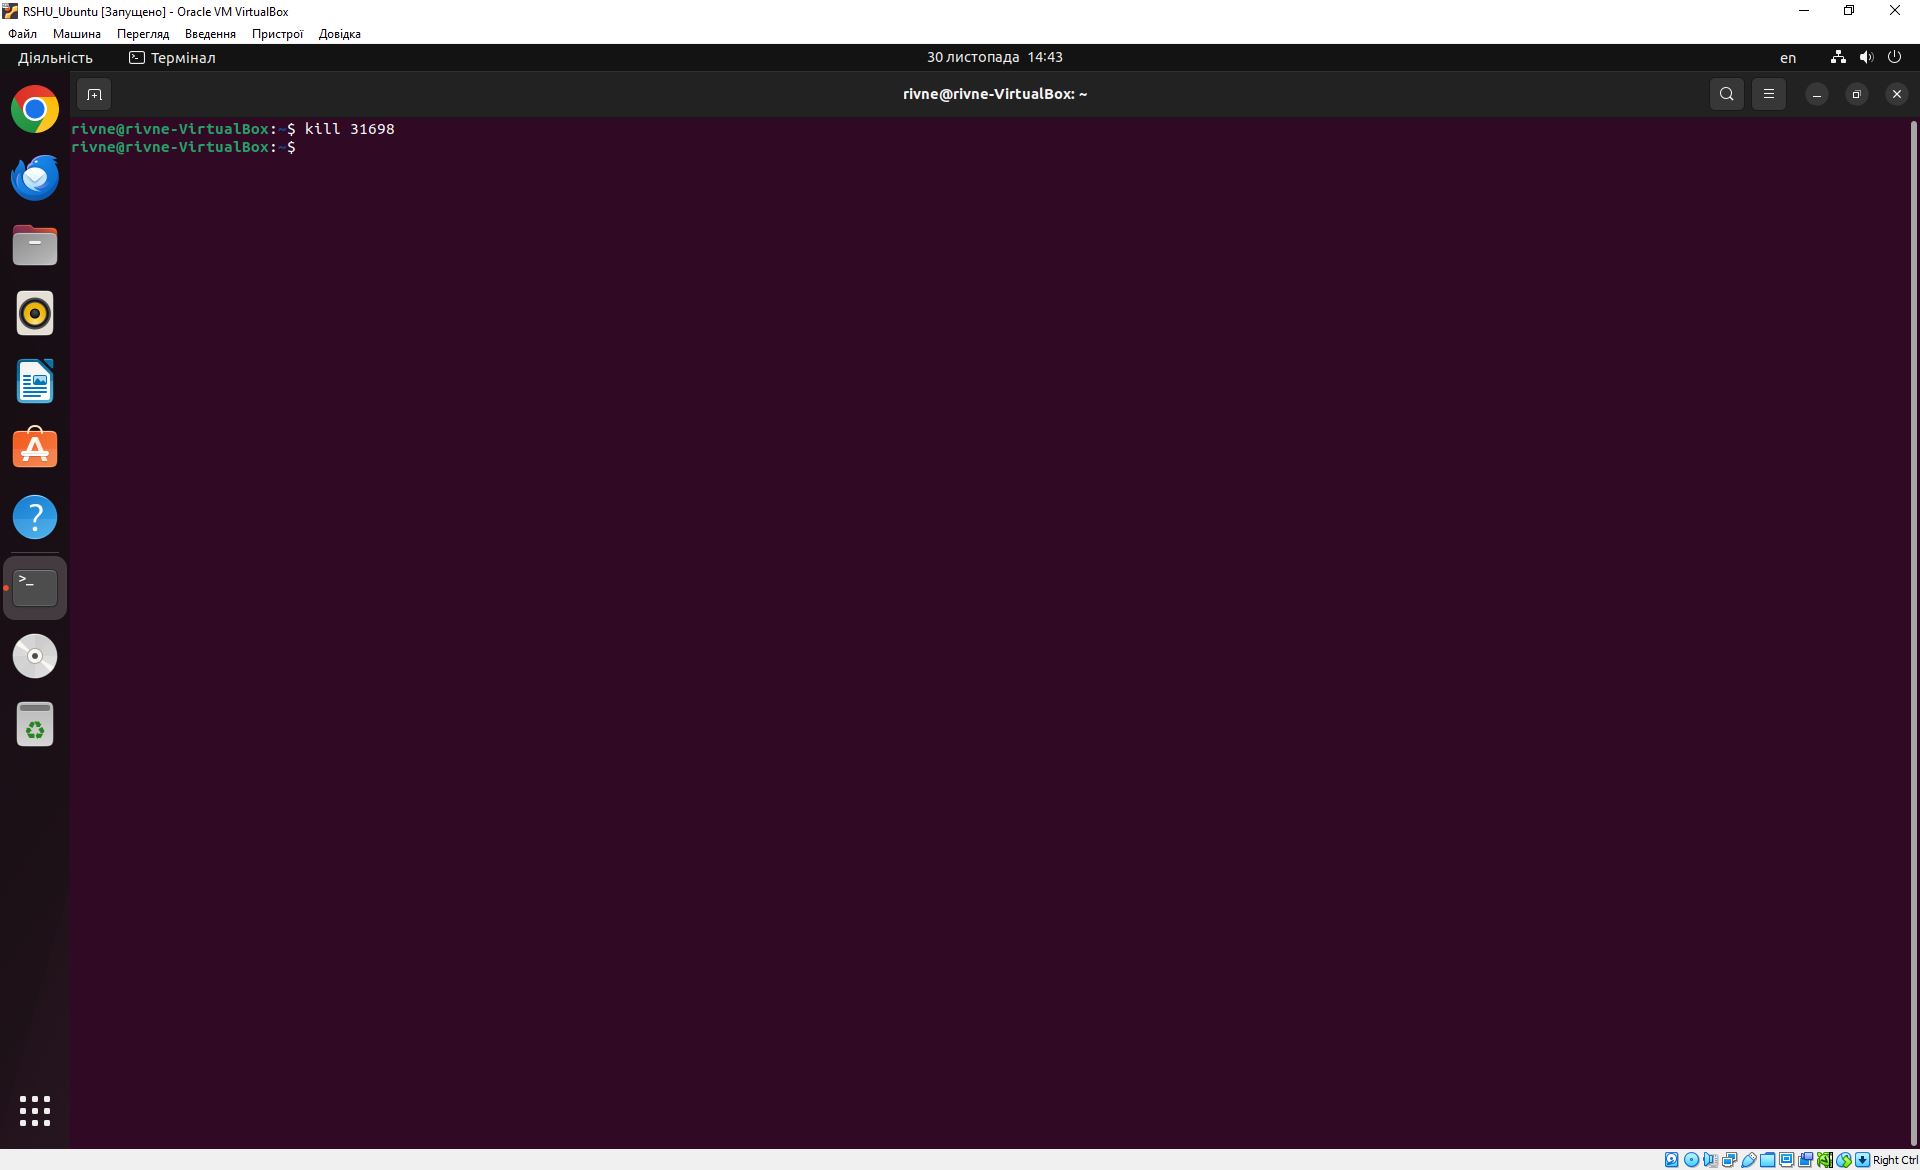 RSHU_Ubuntu [Запущено] - Oracle VM VirtualBox
Файл Машина Перегляд Введення Пристрої Довідка
Діяльність Термінал 30 листопада 14:43 en
rivne@rivne-VirtualBox: ~
rivne@rivne-VirtualBox:~$ kill 31698
rivne@rivne-VirtualBox:~$
Right Ctrl